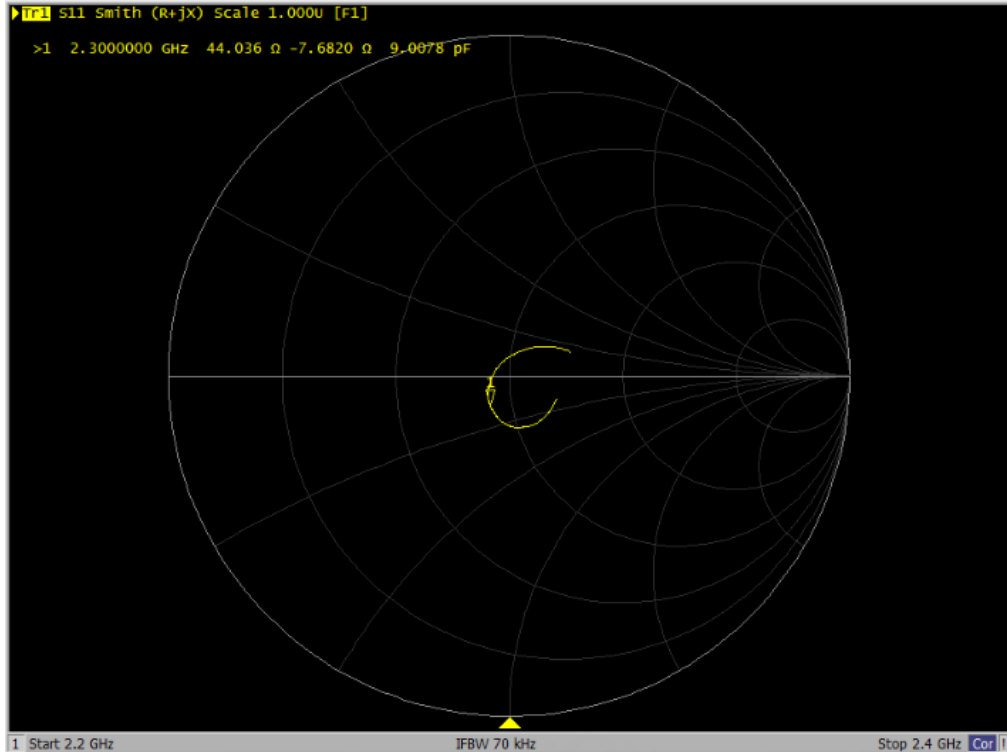 Tr1 S11 Smith (R+jX) Scale 1.000U [F1]
>1 2.3000000 GHz 44.036 Ω -7.6820 Ω 9.0078 pF
1
1 Start 2.2 GHz IFBW 70 kHz Stop 2.4 GHz Cor